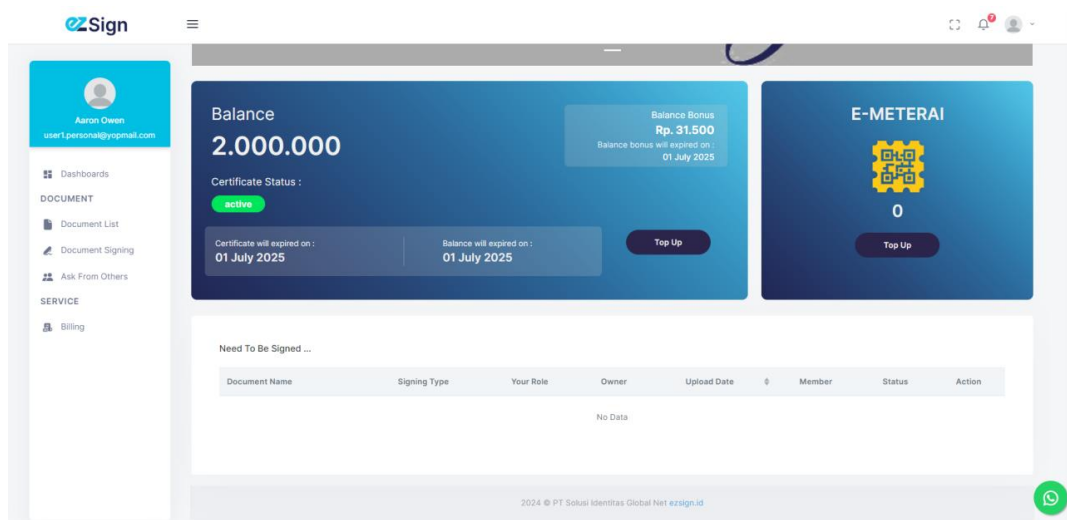 ezSign
Aaron Owen
user1.personal@yopmail.com
Dashboards
DOCUMENT
Document List
Document Signing
Ask From Others
SERVICE
Billing
Balance
2.000.000
Certificate Status :
active
Certificate will expired on :
01 July 2025
Balance will expired on :
01 July 2025
Balance Bonus
Rp. 31.500
Balance bonus will expired on :
01 July 2025
Top Up
E-METERAI
0
Top Up
Need To Be Signed ...
Document Name Signing Type Your Role Owner Upload Date Member Status Action
No Data
2024 © PT Solusi Identitas Global Net ezsign.id